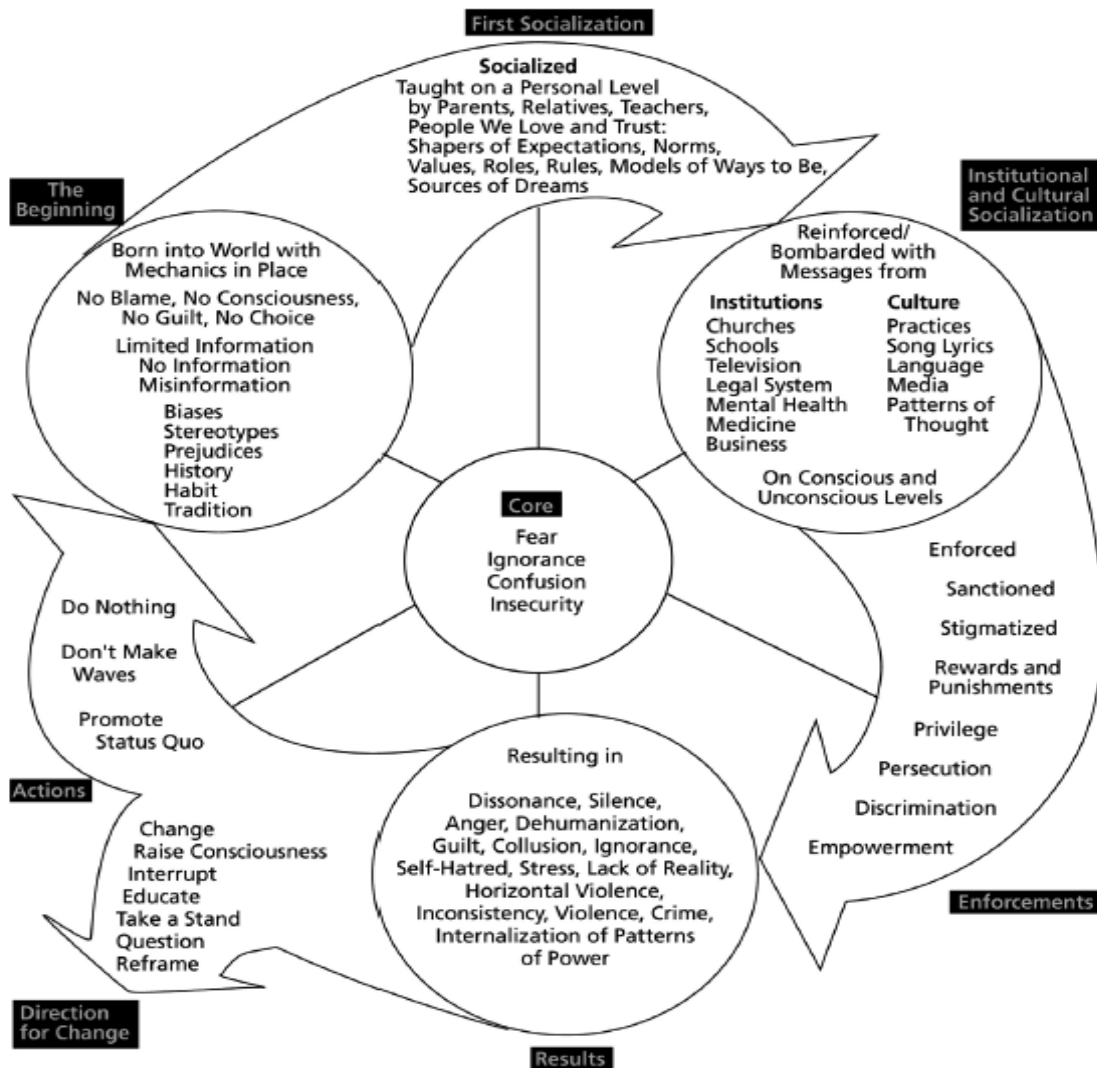 First Socialization
Socialized
Taught on a Personal Level
by Parents, Relatives, Teachers,
People We Love and Trust:
Shapers of Expectations, Norms,
Values, Roles, Rules, Models of Ways to Be,
Sources of Dreams
The
Beginning
Born into World with
Mechanics in Place
No Blame, No Consciousness,
No Guilt, No Choice
Limited Information
No Information
Misinformation
Biases
Stereotypes
Prejudices
History
Habit
Tradition
Institutional
and Cultural
Socialization
Reinforced/
Bombarded with
Messages from
Institutions
Churches
Schools
Television
Legal System
Mental Health
Medicine
Business
Culture
Practices
Song Lyrics
Language
Media
Patterns of
Thought
On Conscious and
Unconscious Levels
Core
Fear
Ignorance
Confusion
Insecurity
Enforced
Sanctioned
Stigmatized
Rewards and
Punishments
Privilege
Persecution
Discrimination
Empowerment
Enforcements
Resulting in
Dissonance, Silence,
Anger, Dehumanization,
Guilt, Collusion, Ignorance,
Self-Hatred, Stress, Lack of Reality,
Horizontal Violence,
Inconsistency, Violence, Crime,
Internalization of Patterns
of Power
Results
Do Nothing
Don't Make
Waves
Promote
Status Quo
Actions
Change
Raise Consciousness
Interrupt
Educate
Take a Stand
Question
Reframe
Direction
for Change